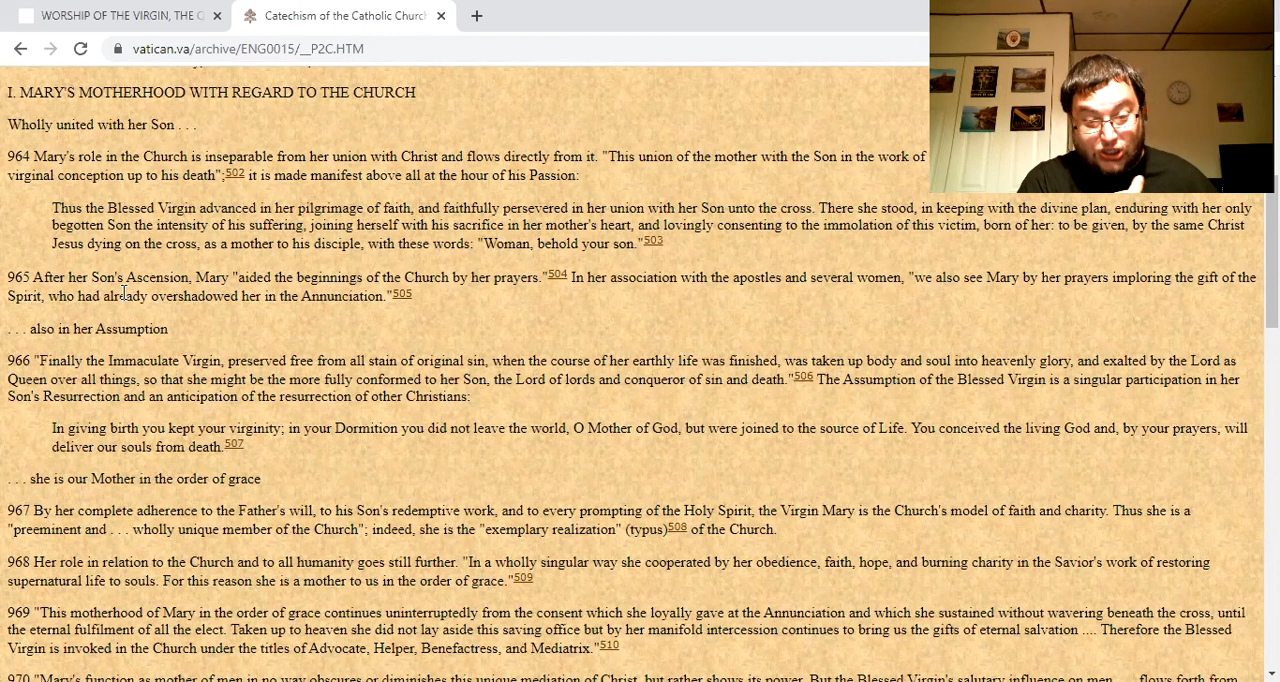 WORSHIP OF THE VIRGIN, THE
Catechism of the Catholic Church
vatican.va/archive/ENG0015/__P2C.HTM
I. MARY'S MOTHERHOOD WITH REGARD TO THE CHURCH
Wholly united with her Son . . .
964 Mary's role in the Church is inseparable from her union with Christ and flows directly from it. "This union of the mother with the Son in the work of
virginal conception up to his death";502 it is made manifest above all at the hour of his Passion:
Thus the Blessed Virgin advanced in her pilgrimage of faith, and faithfully persevered in her union with her Son unto the cross. There she stood, in keeping with the divine plan, enduring with her only
begotten Son the intensity of his suffering, joining herself with his sacrifice in her mother's heart, and lovingly consenting to the immolation of this victim, born of her: to be given, by the same Christ
Jesus dying on the cross, as a mother to his disciple, with these words: "Woman, behold your son."503
965 After her Son's Ascension, Mary "aided the beginnings of the Church by her prayers."504 In her association with the apostles and several women, "we also see Mary by her prayers imploring the gift of the
Spirit, who had already overshadowed her in the Annunciation."505
. . . also in her Assumption
966 "Finally the Immaculate Virgin, preserved free from all stain of original sin, when the course of her earthly life was finished, was taken up body and soul into heavenly glory, and exalted by the Lord as
Queen over all things, so that she might be the more fully conformed to her Son, the Lord of lords and conqueror of sin and death."506 The Assumption of the Blessed Virgin is a singular participation in her
Son's Resurrection and an anticipation of the resurrection of other Christians:
In giving birth you kept your virginity; in your Dormition you did not leave the world, O Mother of God, but were joined to the source of Life. You conceived the living God and, by your prayers, will
deliver our souls from death.507
. . . she is our Mother in the order of grace
967 By her complete adherence to the Father's will, to his Son's redemptive work, and to every prompting of the Holy Spirit, the Virgin Mary is the Church's model of faith and charity. Thus she is a
"preeminent and . . . wholly unique member of the Church"; indeed, she is the "exemplary realization" (typus)508 of the Church.
968 Her role in relation to the Church and to all humanity goes still further. "In a wholly singular way she cooperated by her obedience, faith, hope, and burning charity in the Savior's work of restoring
supernatural life to souls. For this reason she is a mother to us in the order of grace."509
969 "This motherhood of Mary in the order of grace continues uninterruptedly from the consent which she loyally gave at the Annunciation and which she sustained without wavering beneath the cross, until
the eternal fulfilment of all the elect. Taken up to heaven she did not lay aside this saving office but by her manifold intercession continues to bring us the gifts of eternal salvation .... Therefore the Blessed
Virgin is invoked in the Church under the titles of Advocate, Helper, Benefactress, and Mediatrix."510
970 "Mary's function as mother of men in no way obscures or diminishes this unique mediation of Christ, but rather shows its power. But the Blessed Virgin's salutary influence on men . . . flows forth from